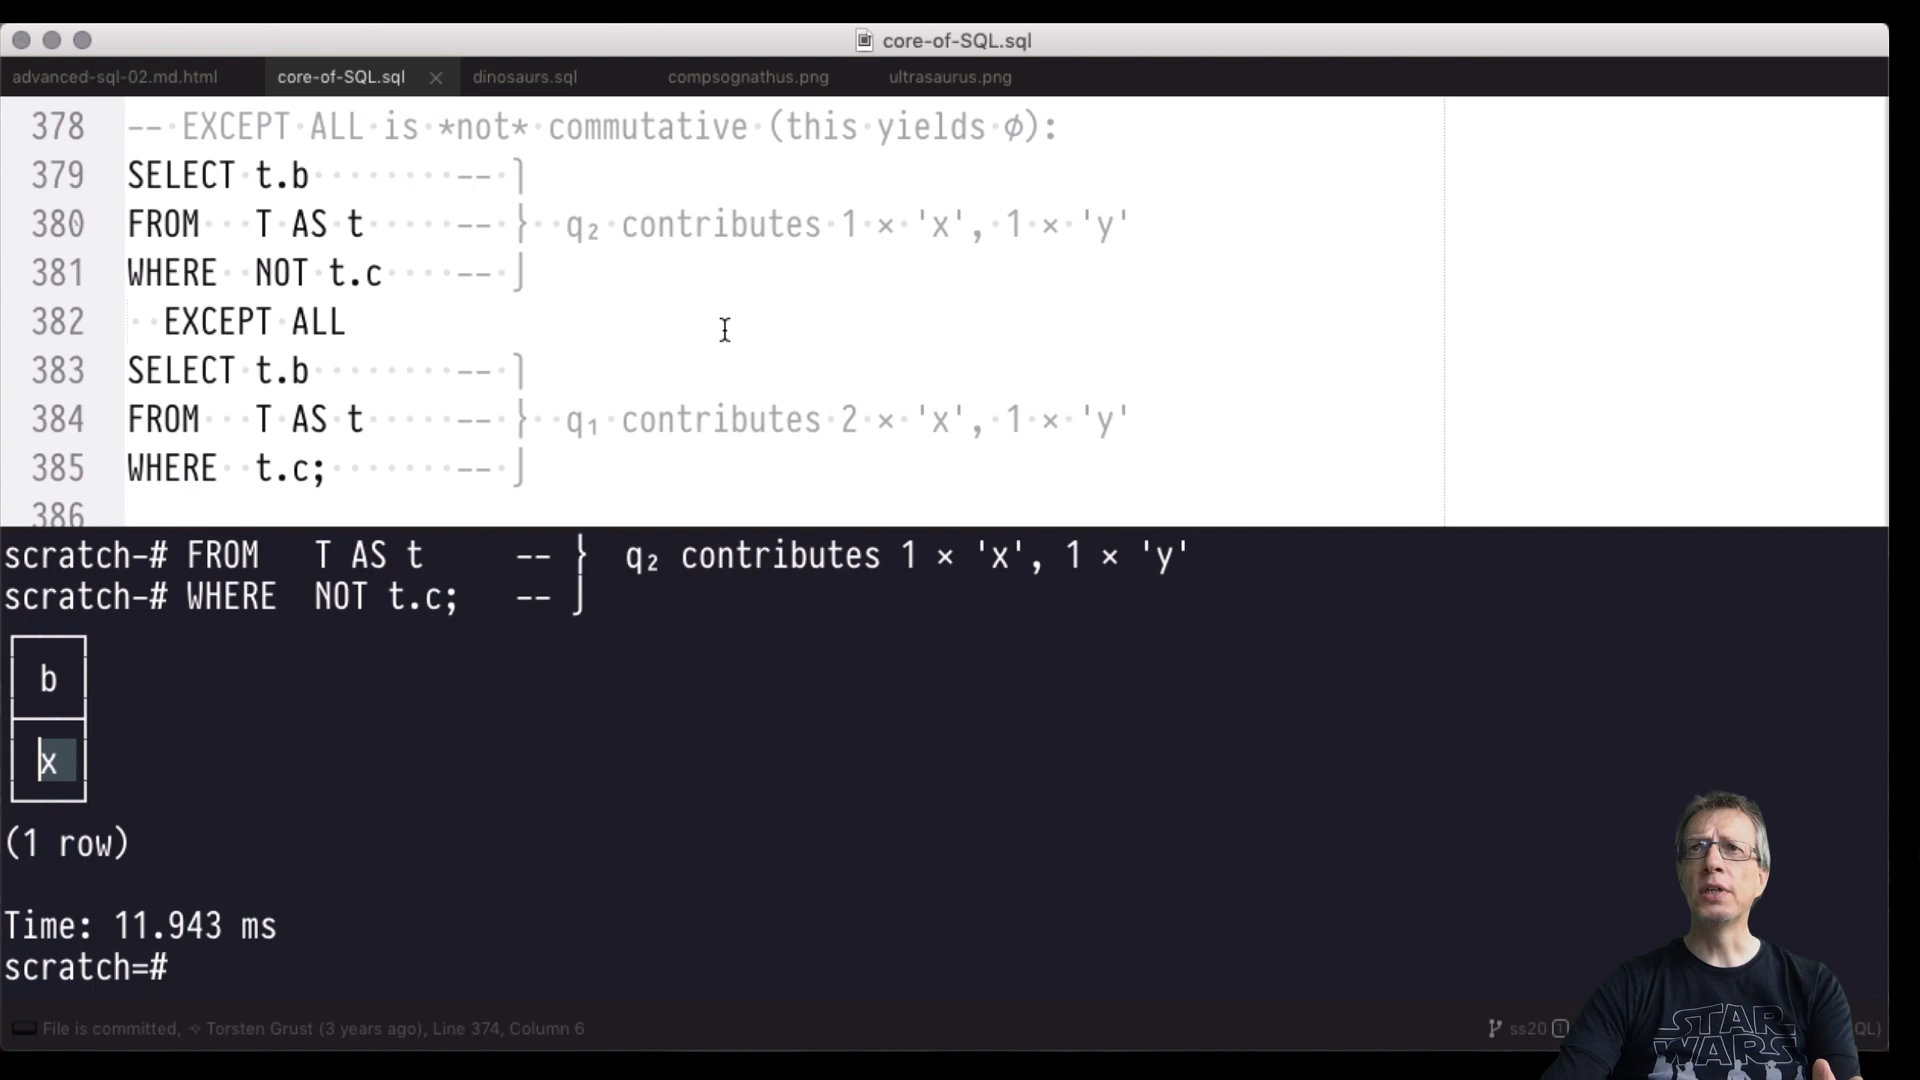 core-of-SQL.sql
advanced-sql-02.md.html core-of-SQL.sql × dinosaurs.sql compsognathus.png ultrasaurus.png
378 -- EXCEPT ALL is *not* commutative (this yields ∅):
379 SELECT t.b -- ⎫
380 FROM T AS t -- ⎬ q₂ contributes 1 × 'x', 1 × 'y'
381 WHERE NOT t.c -- ⎭
382 EXCEPT ALL
383 SELECT t.b -- ⎫
384 FROM T AS t -- ⎬ q₁ contributes 2 × 'x', 1 × 'y'
385 WHERE t.c; -- ⎭
386
scratch-# FROM T AS t -- ⎬ q₂ contributes 1 × 'x', 1 × 'y'
scratch-# WHERE NOT t.c; -- ⎭
b
x
(1 row)
Time: 11.943 ms
scratch=#
File is committed, Torsten Grust (3 years ago), Line 374, Column 6
ss20 1 QL)
STAR
WARS